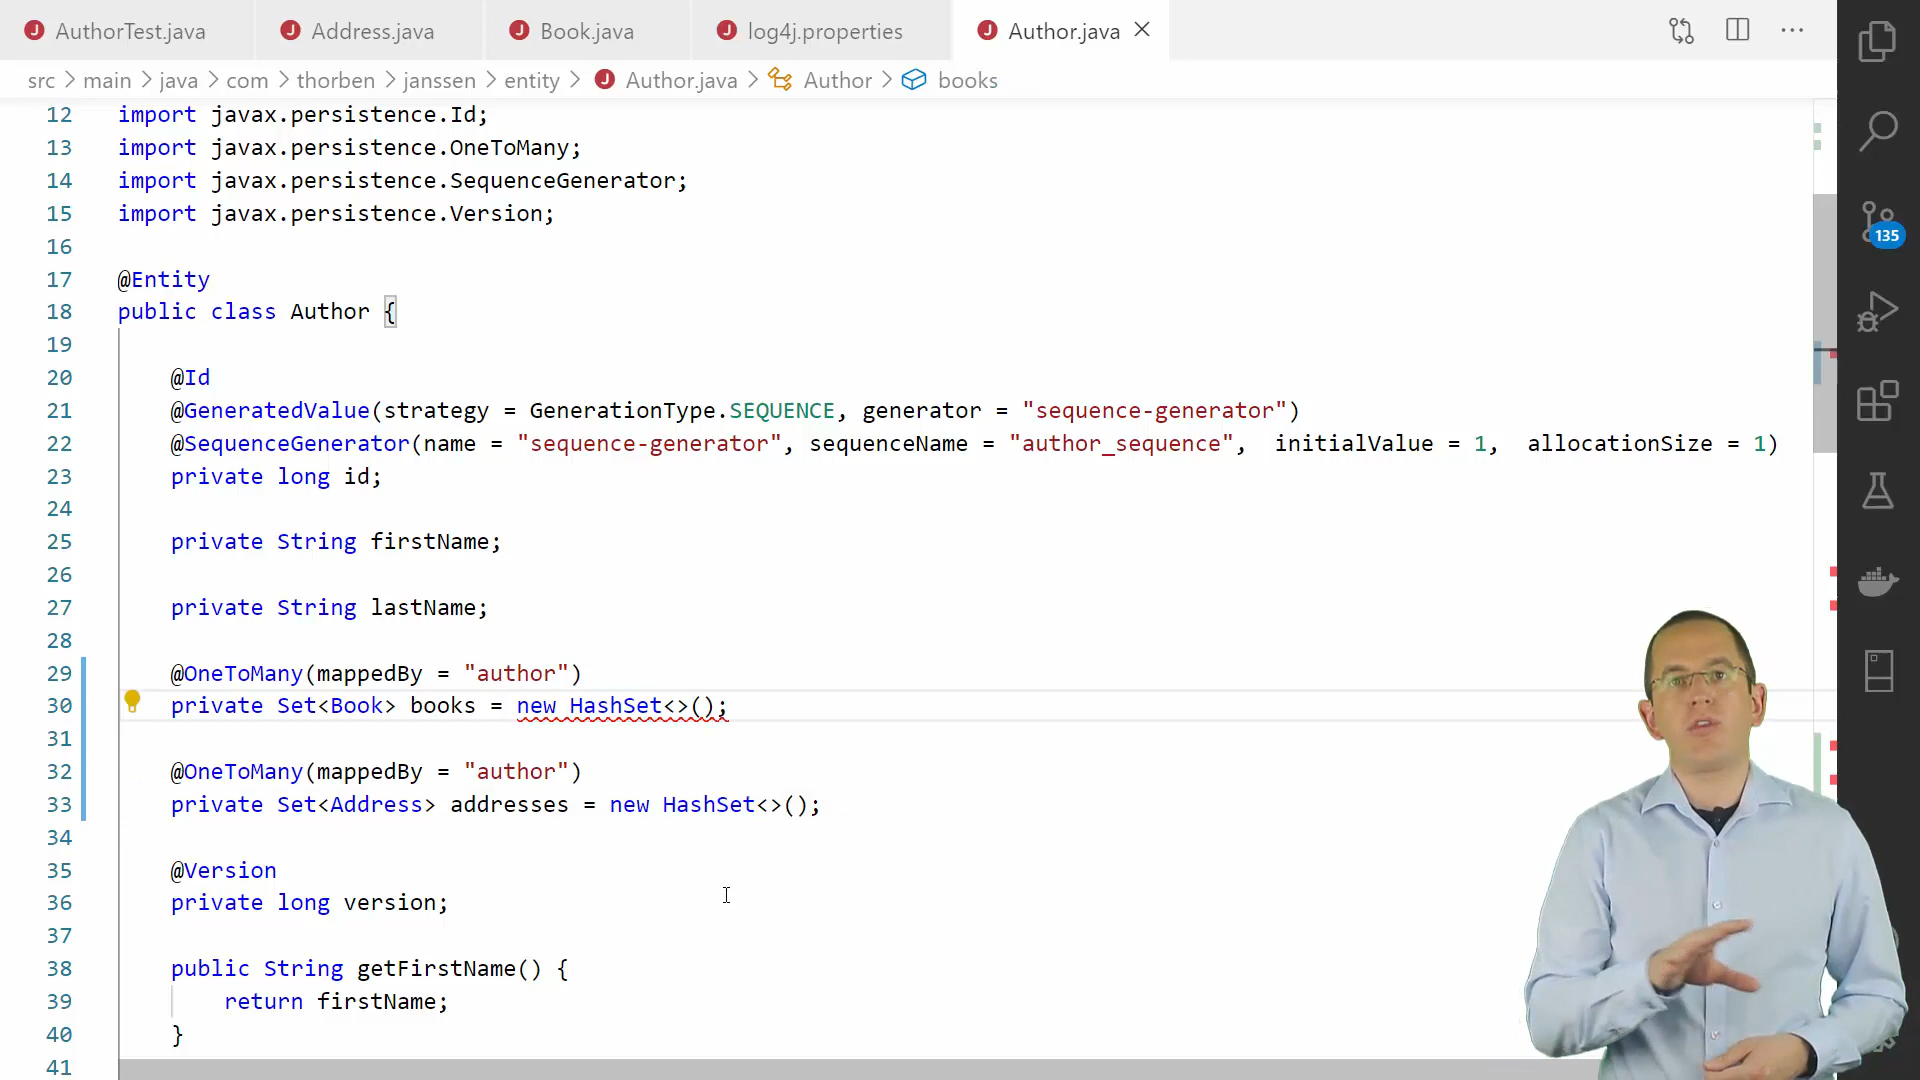 AuthorTest.java Address.java Book.java log4j.properties Author.java
src > main > java > com > thorben > janssen > entity > Author.java > Author > books
12 import javax.persistence.Id;
13 import javax.persistence.OneToMany;
14 import javax.persistence.SequenceGenerator;
15 import javax.persistence.Version;
16
17 @Entity
18 public class Author {
19
20 @Id
21 @GeneratedValue(strategy = GenerationType.SEQUENCE, generator = "sequence-generator")
22 @SequenceGenerator(name = "sequence-generator", sequenceName = "author_sequence", initialValue = 1, allocationSize = 1)
23 private long id;
24
25 private String firstName;
26
27 private String lastName;
28
29 @OneToMany(mappedBy = "author")
30 private Set<Book> books = new HashSet<>();
31
32 @OneToMany(mappedBy = "author")
33 private Set<Address> addresses = new HashSet<>();
34
35 @Version
36 private long version;
37
38 public String getFirstName() {
39 return firstName;
40 }
41
135